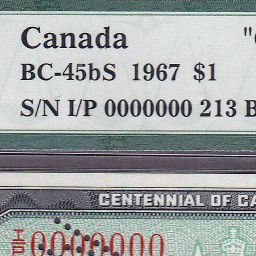 Canada "
BC-45bS 1967 $1
S/N I/P 0000000 213 B
CENTENNIAL OF CA
I/P 0000000